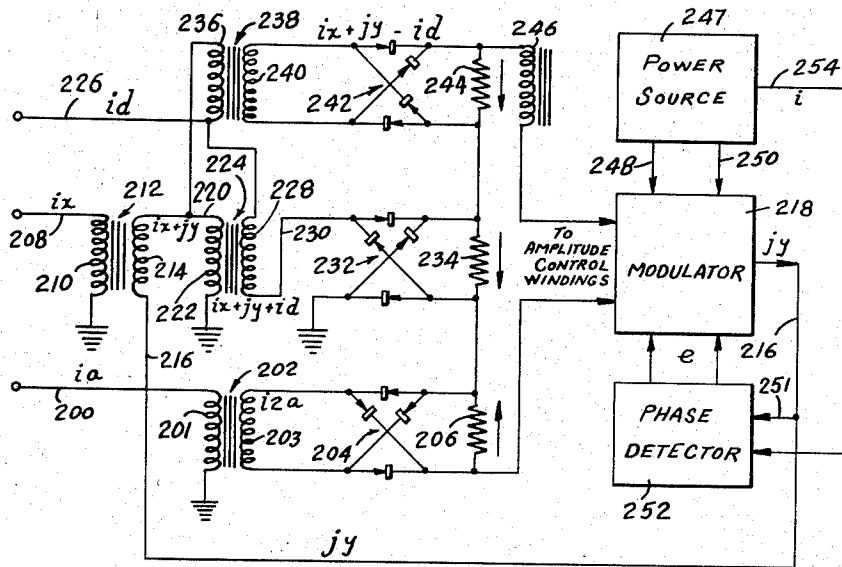 236
238
ix+jy-id
246
247
POWER
SOURCE
254
i
226
id
240
242
244
248
250
224
212
220
228
218
ix
ix+jy
230
jy
208
TO
AMPLITUDE
CONTROL
WINDINGS
MODULATOR
210
214
222
232
234
ix+jy+id
216
202
e
216
ia
i2a
251
200
201
203
204
206
PHASE
DETECTOR
252
jy